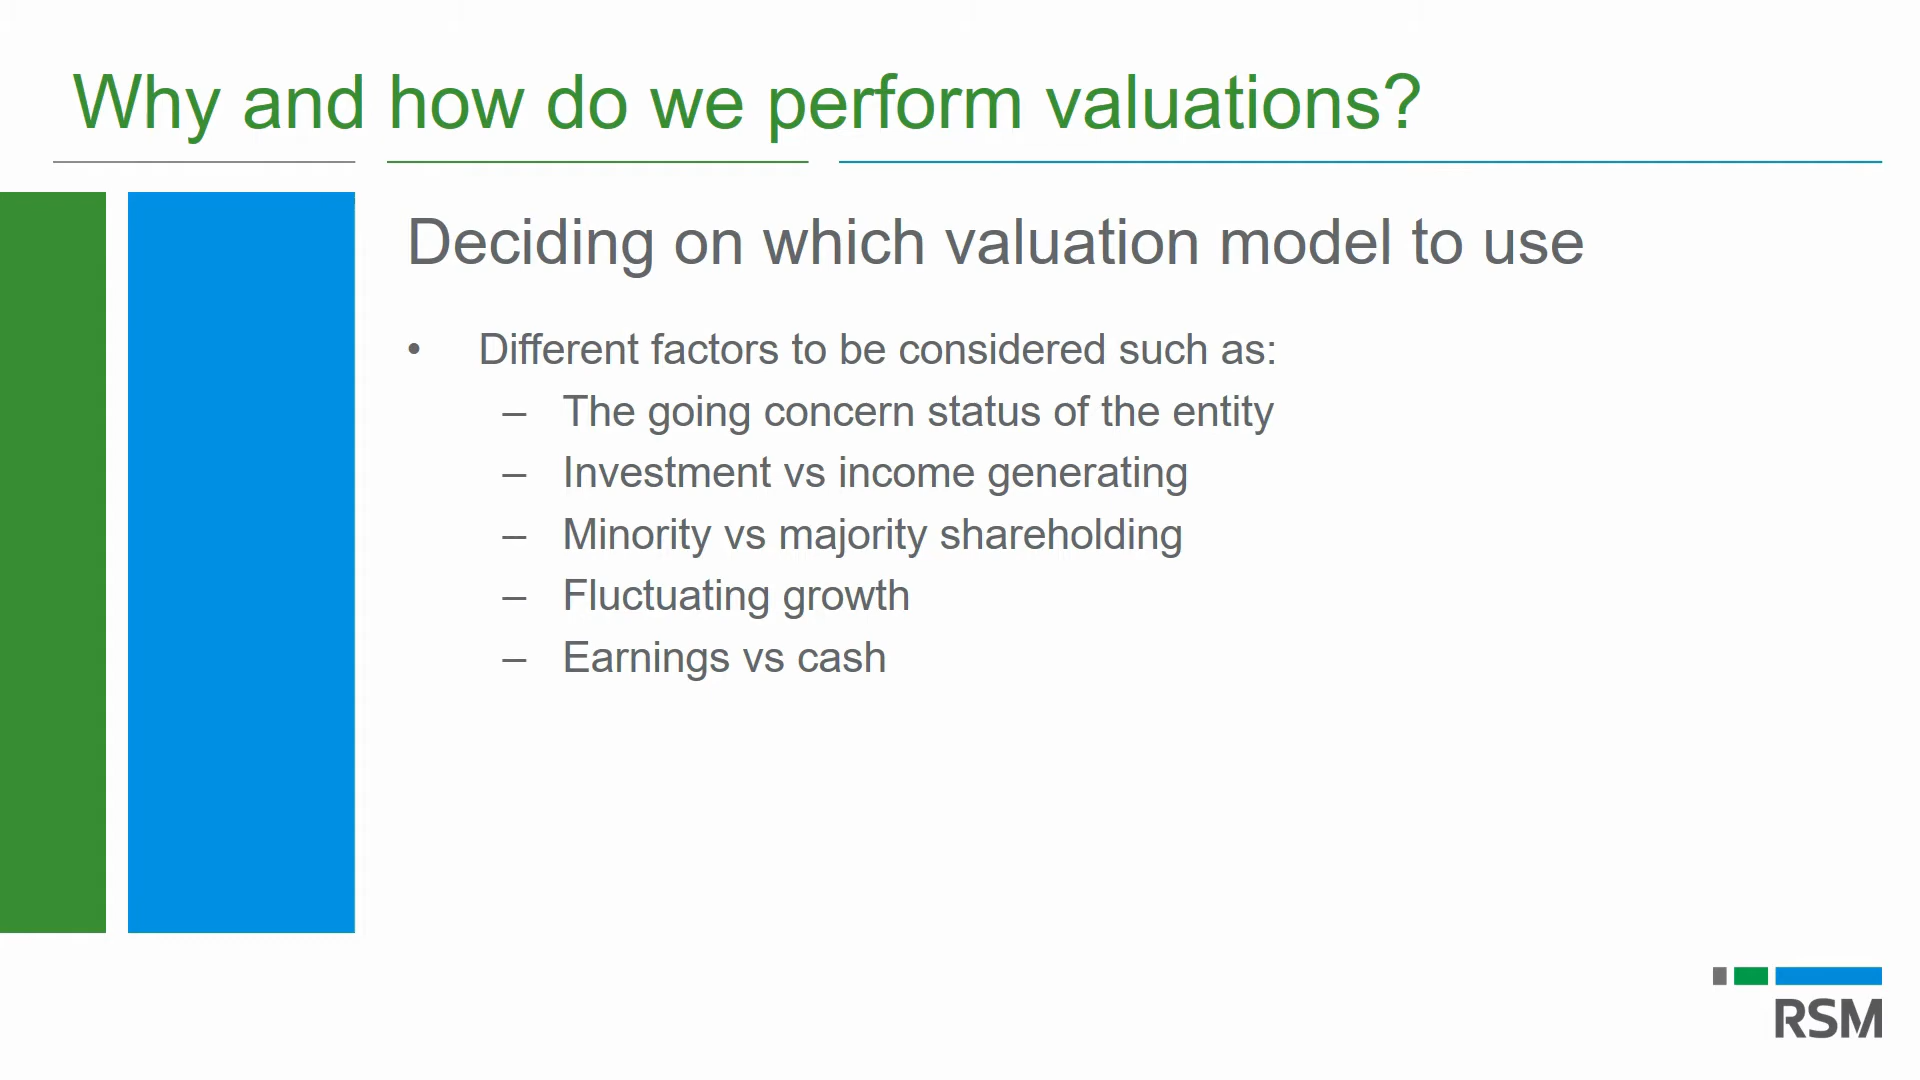 Why and how do we perform valuations?
Deciding on which valuation model to use
• Different factors to be considered such as:
– The going concern status of the entity
– Investment vs income generating
– Minority vs majority shareholding
– Fluctuating growth
– Earnings vs cash
RSM